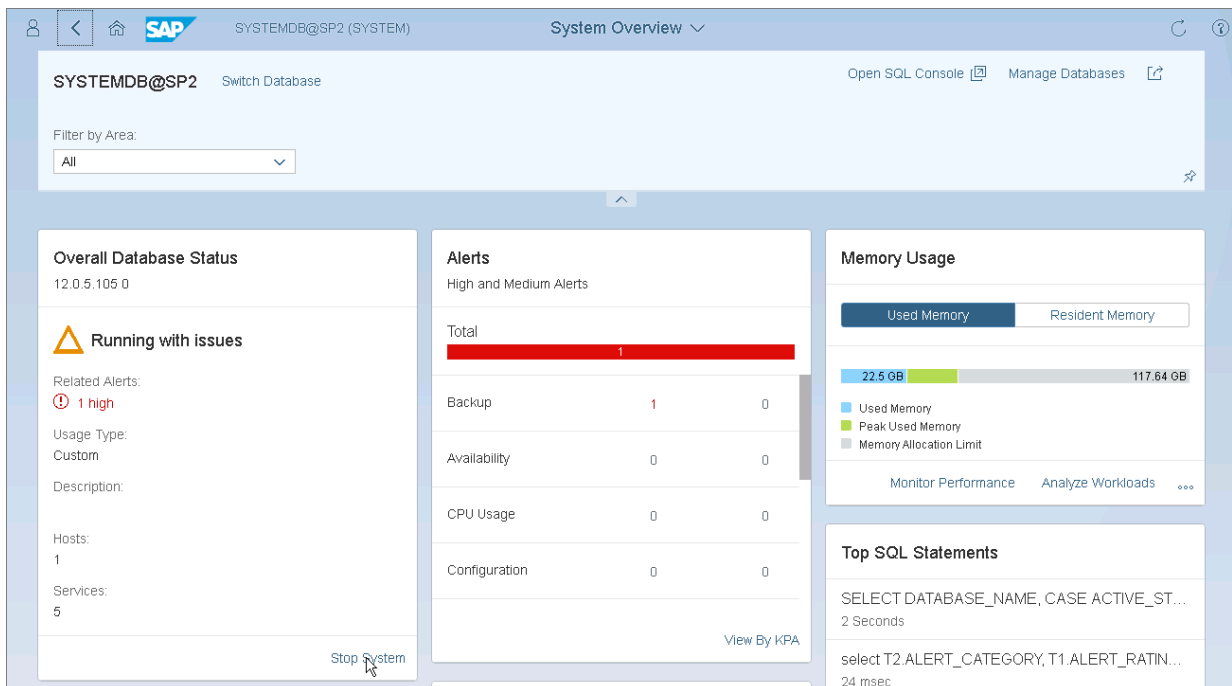 SAP
SYSTEMDB@SP2 (SYSTEM)
System Overview
SYSTEMDB@SP2
Switch Database
Open SQL Console
Manage Databases
Filter by Area:
All
Overall Database Status
12.0.5.105 0
Running with issues
Related Alerts:
1 high
Usage Type:
Custom
Description:
Hosts:
1
Services:
5
Stop System
Alerts
High and Medium Alerts
Total
1
Backup 1 0
Availability 0 0
CPU Usage 0 0
Configuration 0 0
View By KPA
Memory Usage
Used Memory
Resident Memory
22.5 GB 117.64 GB
Used Memory
Peak Used Memory
Memory Allocation Limit
Monitor Performance
Analyze Workloads
Top SQL Statements
SELECT DATABASE_NAME, CASE ACTIVE_ST...
2 Seconds
select T2.ALERT_CATEGORY, T1.ALERT_RATIN...
24 msec